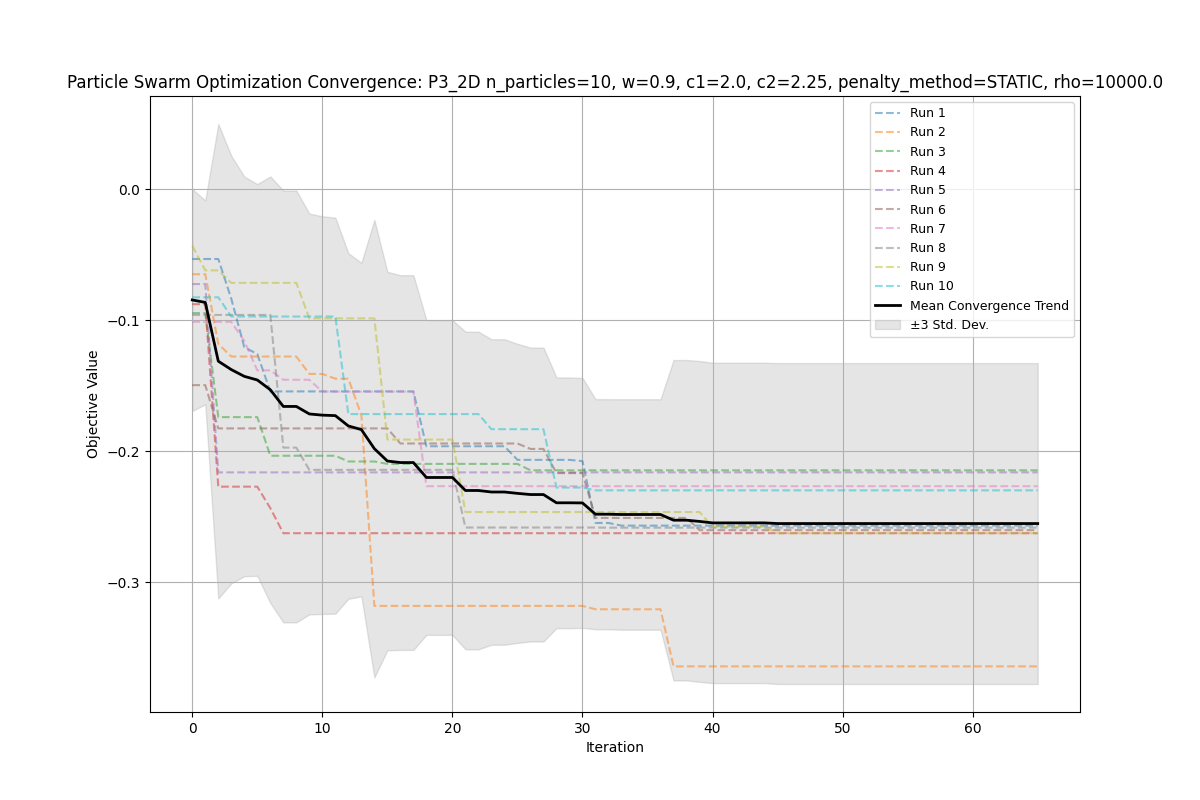 Particle Swarm Optimization Convergence: P3_2D n_particles=10, w=0.9, c1=2.0, c2=2.25, penalty_method=STATIC, rho=10000.0
Run 1
Run 2
Run 3
Run 4
Run 5
Run 6
Run 7
Run 8
Run 9
Run 10
Mean Convergence Trend
±3 Std. Dev.
Objective Value
0.0
−0.1
−0.2
−0.3
0 10 20 30 40 50 60
Iteration